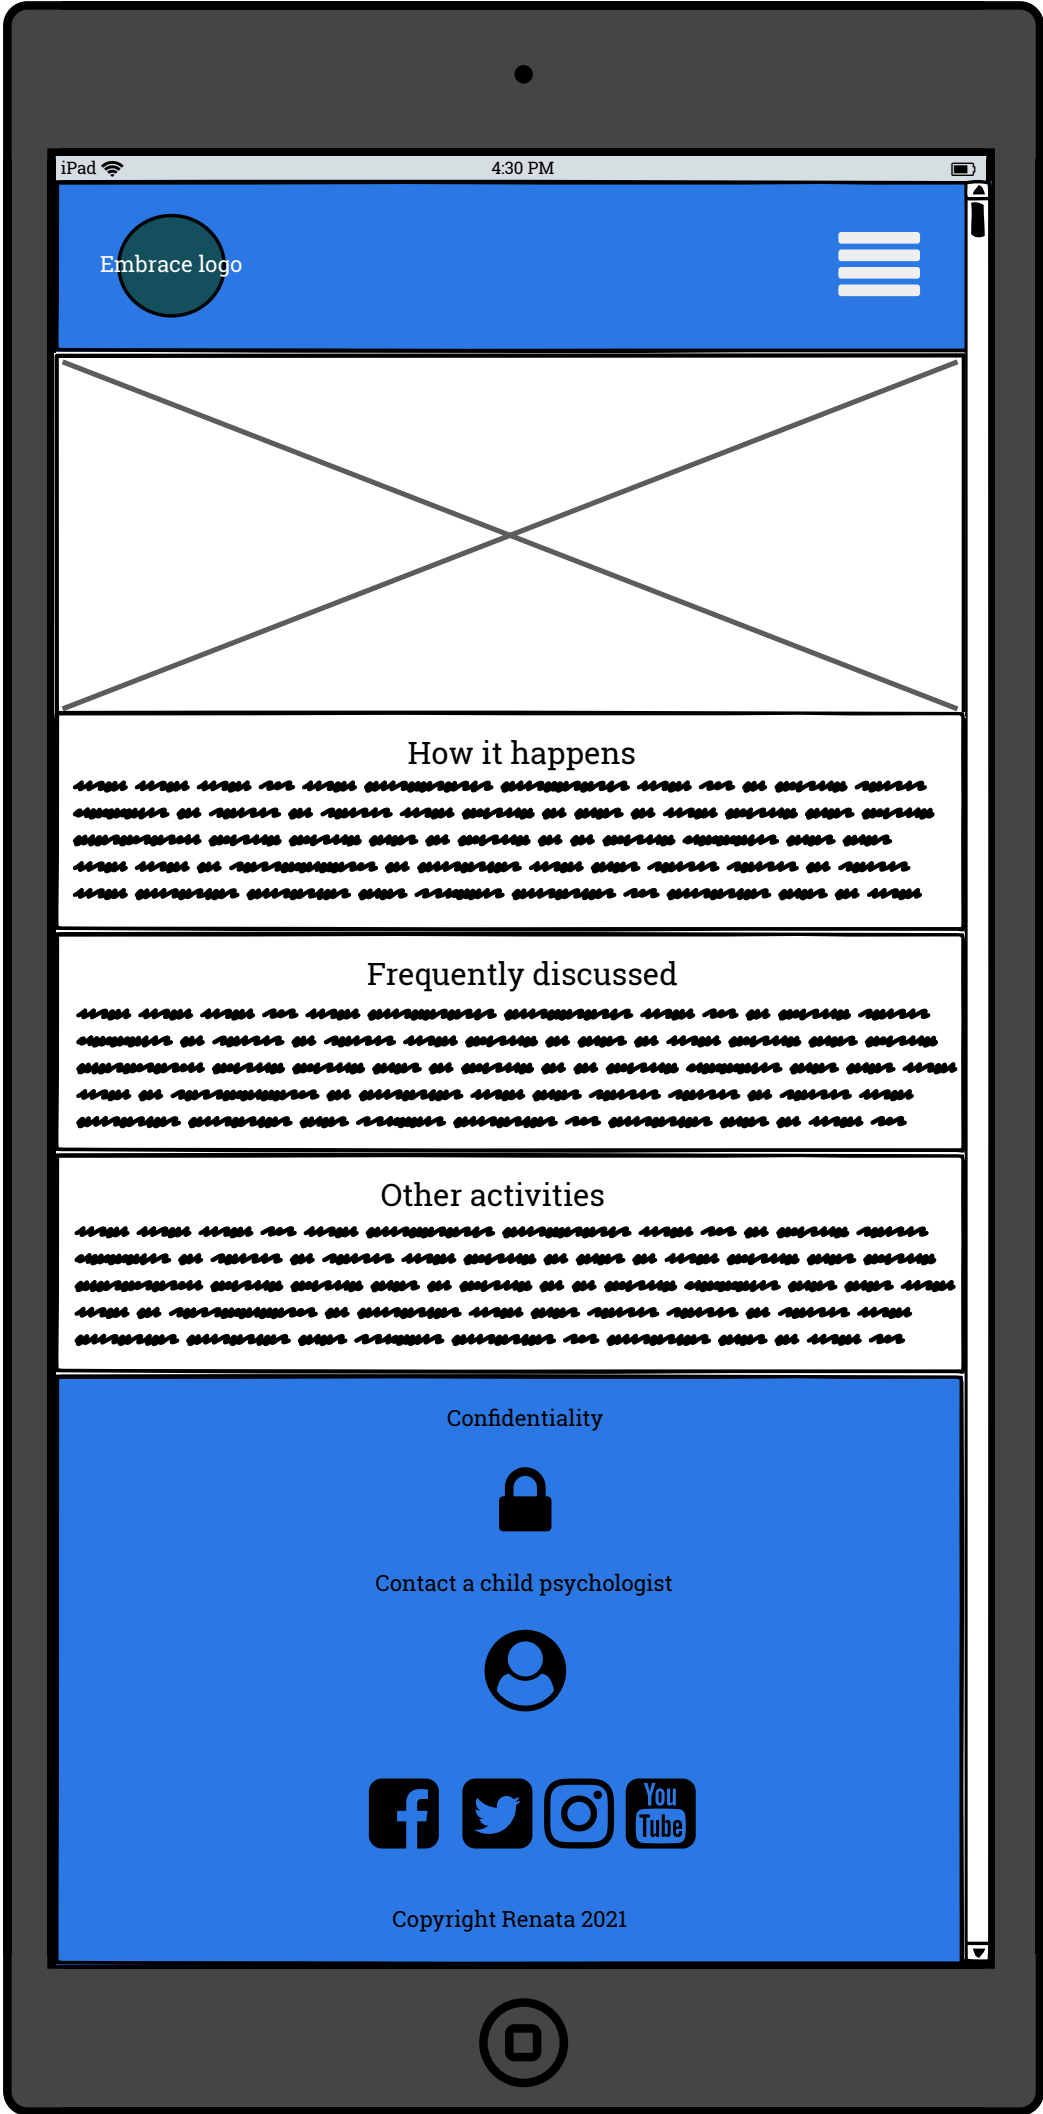 iPad
4:30 PM
Embrace logo
How it happens
Frequently discussed
Other activities
Confidentiality
Contact a child psychologist
You
Tube
Copyright Renata 2021